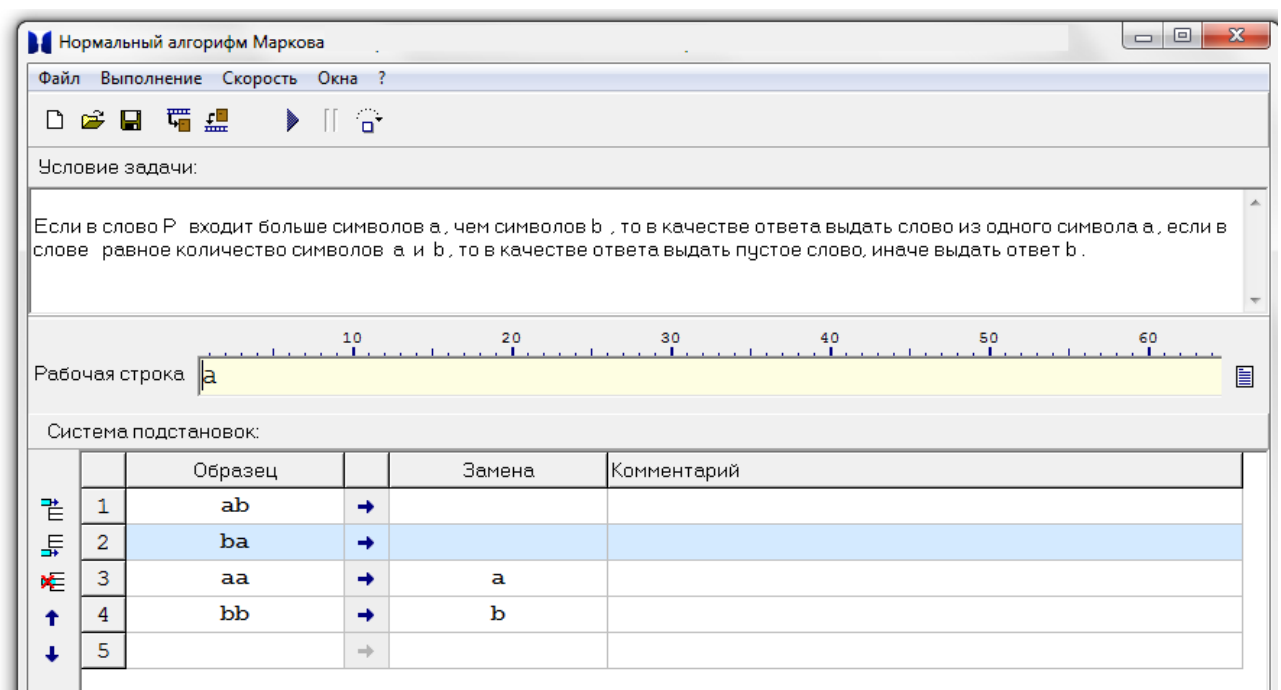 Нормальный алгорифм Маркова
Файл Выполнение Скорость Окна ?
Условие задачи:
Если в слово P входит больше символов a, чем символов b , то в качестве ответа выдать слово из одного символа a, если в
слове равное количество символов a и b, то в качестве ответа выдать пустое слово, иначе выдать ответ b.
10 20 30 40 50 60
Рабочая строка a
Система подстановок:
Образец Замена Комментарий
1 ab →
2 ba →
3 aa → a
4 bb → b
5 →